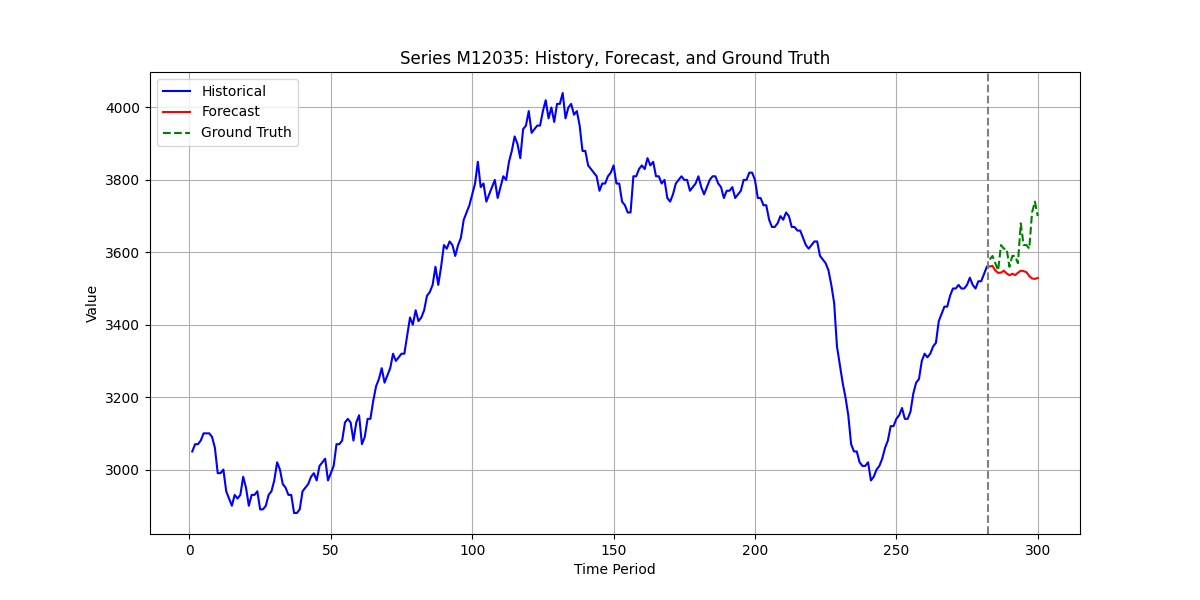 Series M12035: History, Forecast, and Ground Truth
Historical
Forecast
Ground Truth
4000
3800
3600
3400
3200
3000
Value
0 50 100 150 200 250 300
Time Period